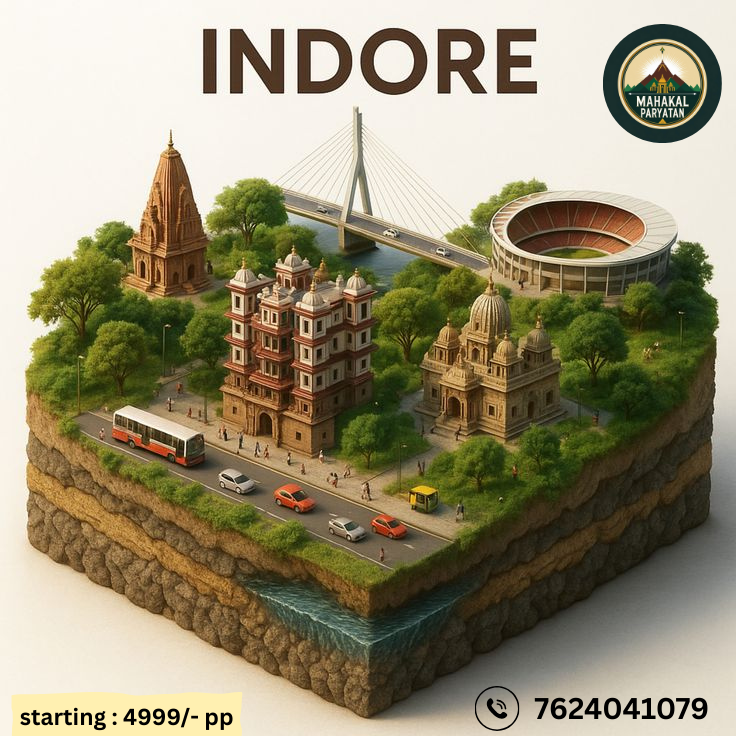 INDORE
MAHAKAL
PARYATAN
starting : 4999/- pp
7624041079